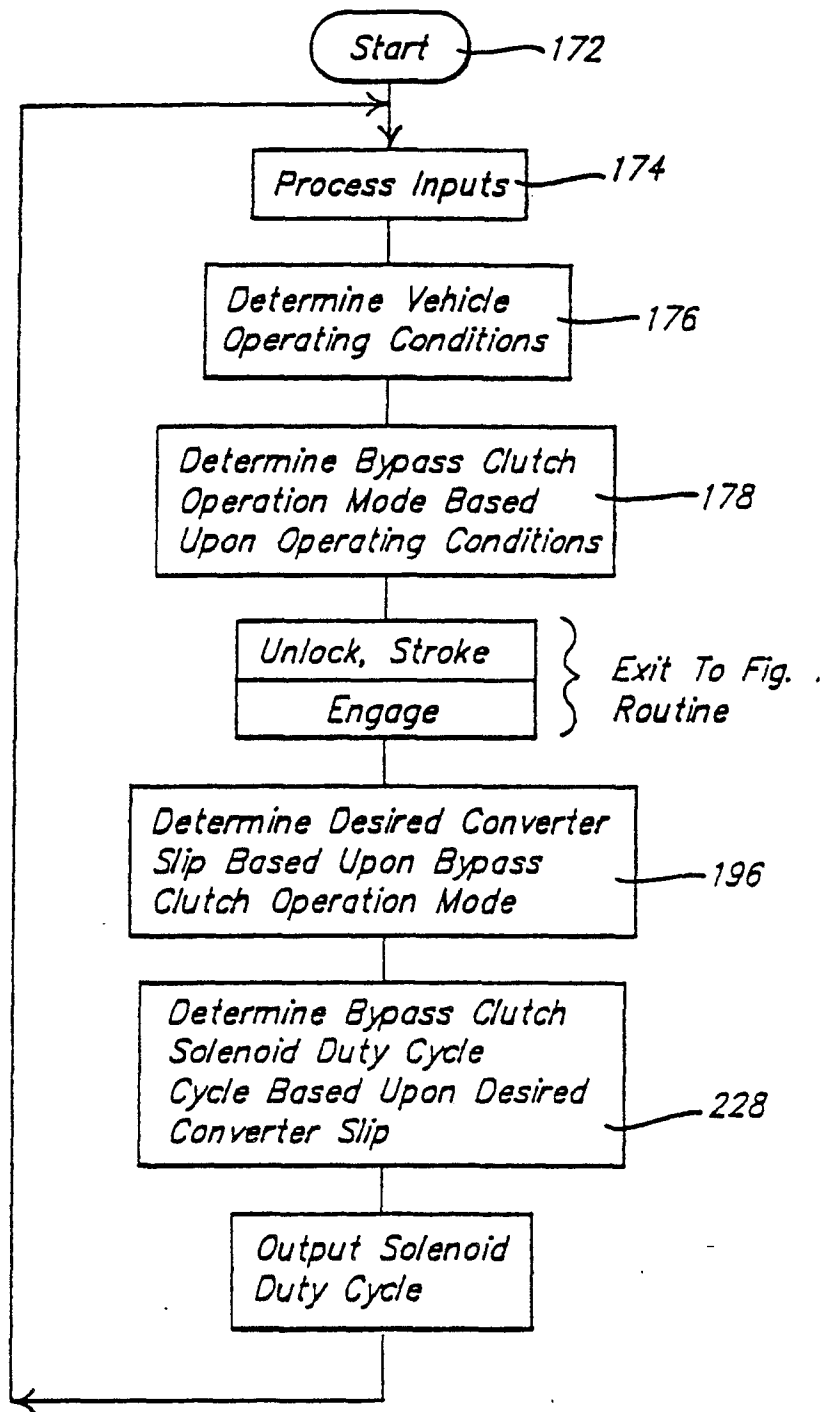 Start
172
Process Inputs
174
Determine Vehicle
Operating Conditions
176
Determine Bypass Clutch
Operation Mode Based
Upon Operating Conditions
178
Unlock, Stroke
Engage
Exit To Fig. .
Routine
Determine Desired Converter
Slip Based Upon Bypass
Clutch Operation Mode
196
Determine Bypass Clutch
Solenoid Duty Cycle
Cycle Based Upon Desired
Converter Slip
228
Output Solenoid
Duty Cycle